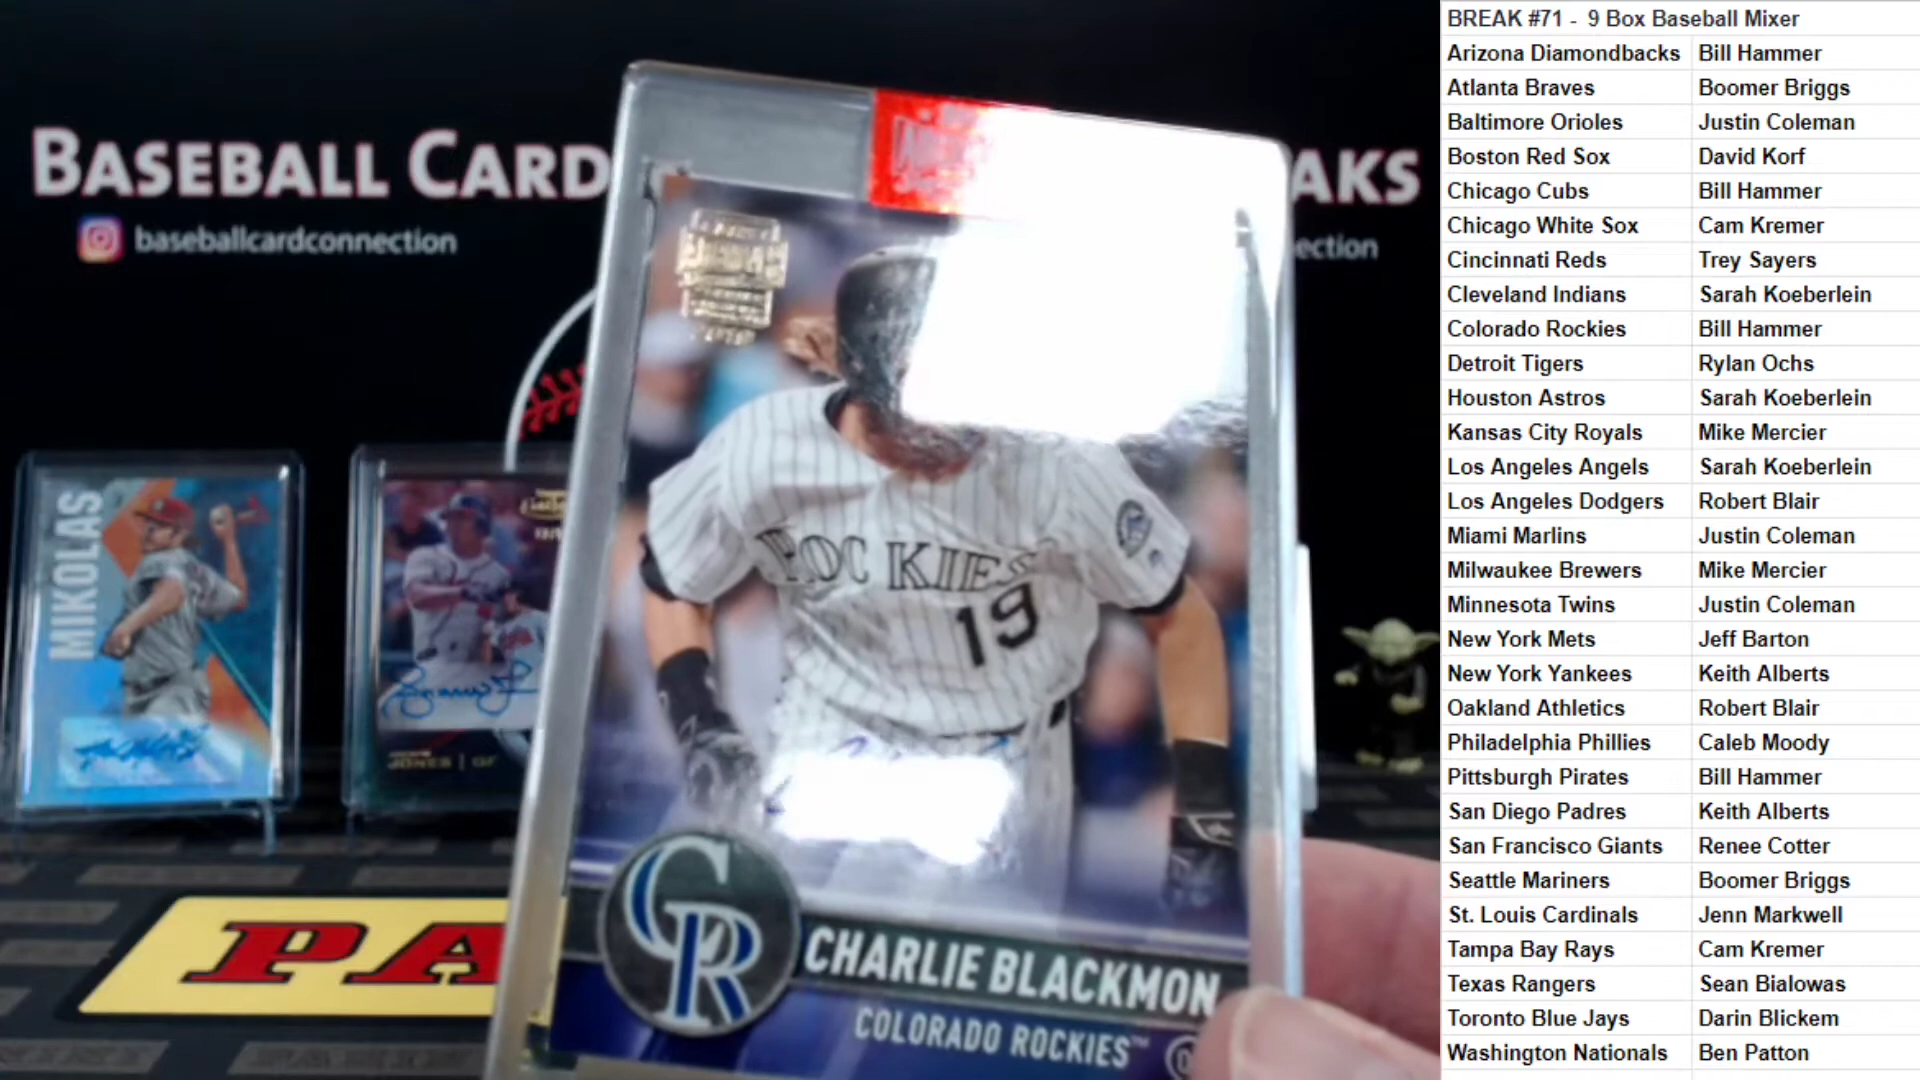 BASEBALL CARD
AKS
baseballcardconnection
ection
MIKOLAS
JONES | OF
ROCKIES
19
PA
CR
CHARLIE BLACKMON
COLORADO ROCKIES™
BREAK #71 - 9 Box Baseball Mixer
Arizona Diamondbacks Bill Hammer
Atlanta Braves Boomer Briggs
Baltimore Orioles Justin Coleman
Boston Red Sox David Korf
Chicago Cubs Bill Hammer
Chicago White Sox Cam Kremer
Cincinnati Reds Trey Sayers
Cleveland Indians Sarah Koeberlein
Colorado Rockies Bill Hammer
Detroit Tigers Rylan Ochs
Houston Astros Sarah Koeberlein
Kansas City Royals Mike Mercier
Los Angeles Angels Sarah Koeberlein
Los Angeles Dodgers Robert Blair
Miami Marlins Justin Coleman
Milwaukee Brewers Mike Mercier
Minnesota Twins Justin Coleman
New York Mets Jeff Barton
New York Yankees Keith Alberts
Oakland Athletics Robert Blair
Philadelphia Phillies Caleb Moody
Pittsburgh Pirates Bill Hammer
San Diego Padres Keith Alberts
San Francisco Giants Renee Cotter
Seattle Mariners Boomer Briggs
St. Louis Cardinals Jenn Markwell
Tampa Bay Rays Cam Kremer
Texas Rangers Sean Bialowas
Toronto Blue Jays Darin Blickem
Washington Nationals Ben Patton